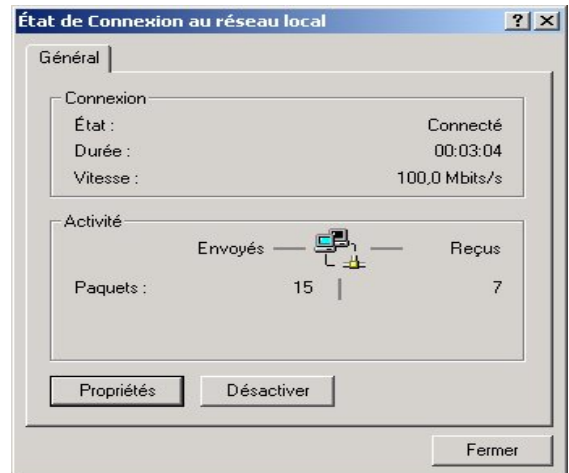 État de Connexion au réseau local
Général
Connexion
État : Connecté
Durée : 00:03:04
Vitesse : 100,0 Mbits/s
Activité
Envoyés Reçus
Paquets : 15 7
Propriétés Désactiver
Fermer